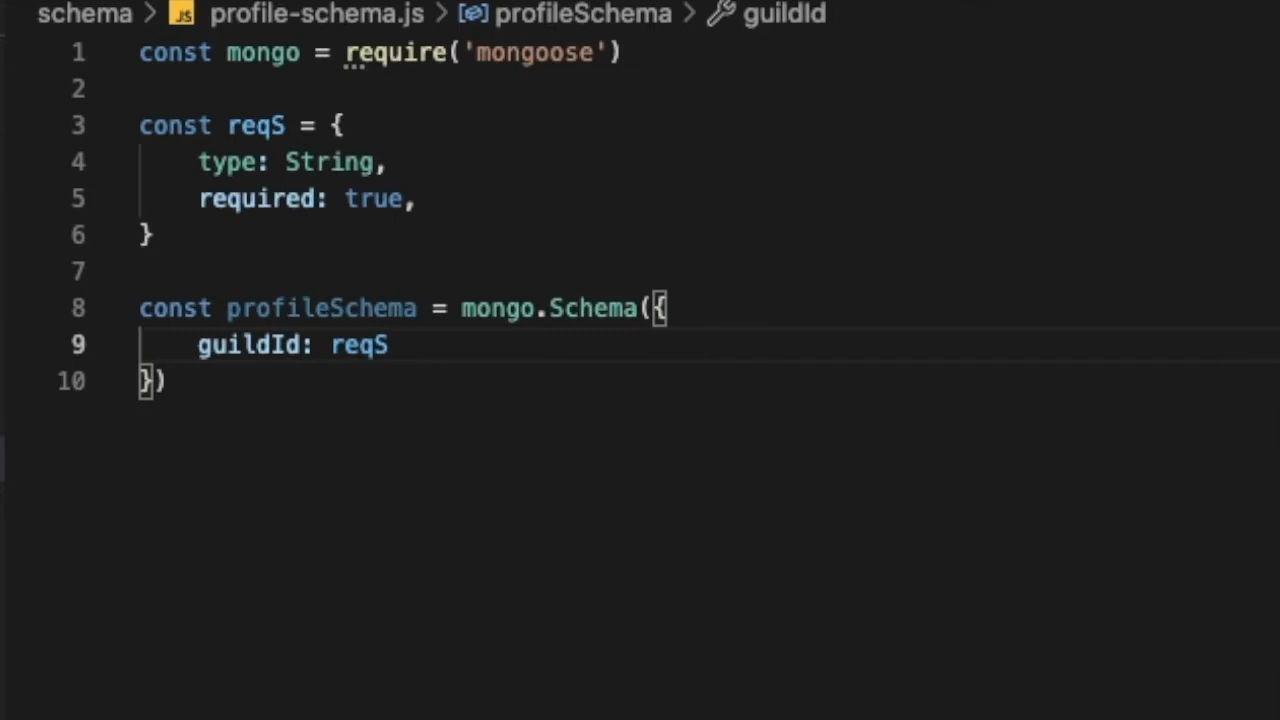 schema > JS profile-schema.js > profileSchema > guildId
1 const mongo = require('mongoose')
2
3 const reqS = {
4     type: String,
5     required: true,
6 }
7
8 const profileSchema = mongo.Schema({
9     guildId: reqS
10 })